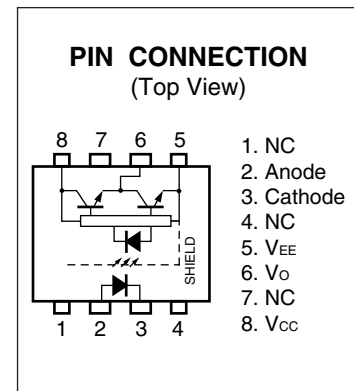 PIN CONNECTION
(Top View)
8 7 6 5
SHIELD
1 2 3 4
1. NC
2. Anode
3. Cathode
4. NC
5. VEE
6. VO
7. NC
8. VCC